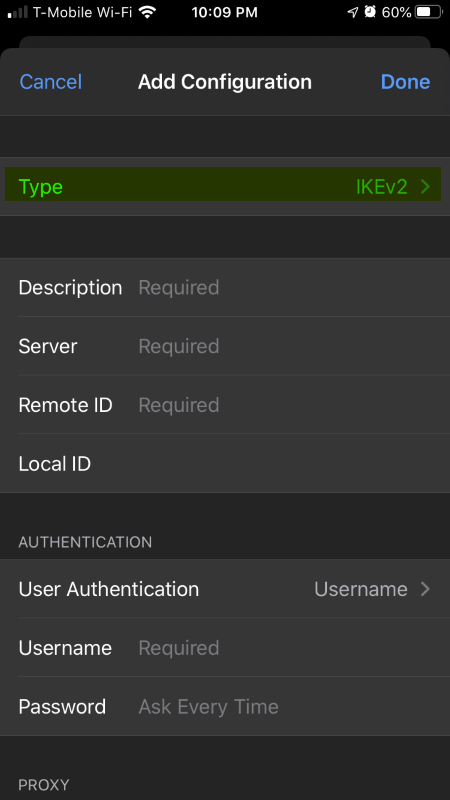 T-Mobile Wi-Fi 10:09 PM 60%
Cancel Add Configuration Done
Type IKEv2
Description Required
Server Required
Remote ID Required
Local ID
AUTHENTICATION
User Authentication Username
Username Required
Password Ask Every Time
PROXY